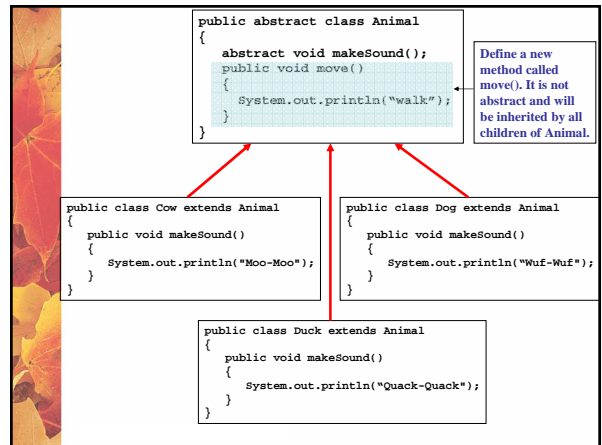 public abstract class Animal
{
abstract void makeSound();
public void move()
{
System.out.println(“walk”);
}
}
Define a new
method called
move(). It is not
abstract and will
be inherited by all
children of Animal.
public class Cow extends Animal
{
public void makeSound()
{
System.out.println("Moo-Moo");
}
}
public class Dog extends Animal
{
public void makeSound()
{
System.out.println(“Wuf-Wuf");
}
}
public class Duck extends Animal
{
public void makeSound()
{
System.out.println(“Quack-Quack");
}
}